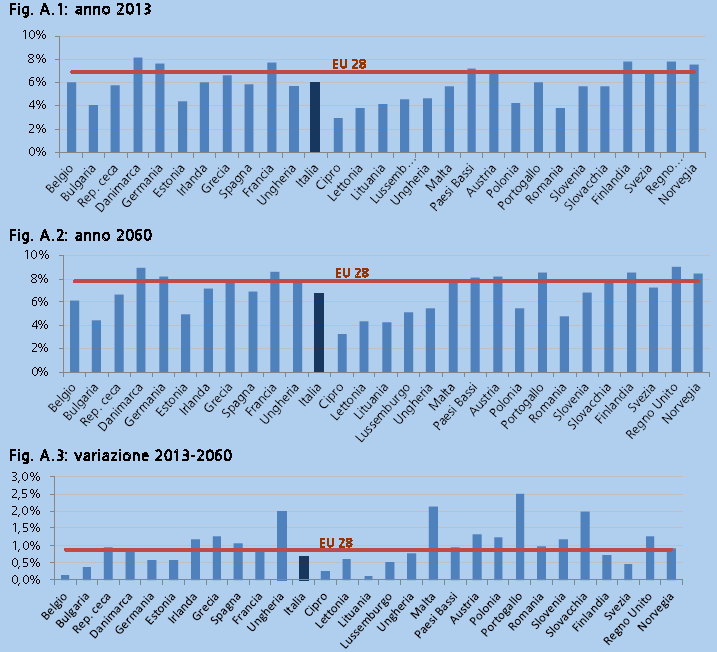 Fig. A.1: anno 2013
10%
8%
6%
4%
2%
0%
EU 28
Belgio
Bulgaria
Rep. ceca
Danimarca
Germania
Estonia
Irlanda
Grecia
Spagna
Francia
Ungheria
Italia
Cipro
Lettonia
Lituania
Lussemb…
Ungheria
Malta
Paesi Bassi
Austria
Polonia
Portogallo
Romania
Slovenia
Slovacchia
Finlandia
Svezia
Regno…
Norvegia
Fig. A.2: anno 2060
10%
8%
6%
4%
2%
0%
EU 28
Belgio
Bulgaria
Rep. ceca
Danimarca
Germania
Estonia
Irlanda
Grecia
Spagna
Francia
Ungheria
Italia
Cipro
Lettonia
Lituania
Lussemburgo
Ungheria
Malta
Paesi Bassi
Austria
Polonia
Portogallo
Romania
Slovenia
Slovacchia
Finlandia
Svezia
Regno Unito
Norvegia
Fig. A.3: variazione 2013-2060
3,0%
2,5%
2,0%
1,5%
1,0%
0,5%
0,0%
EU 28
Belgio
Bulgaria
Rep. ceca
Danimarca
Germania
Estonia
Irlanda
Grecia
Spagna
Francia
Ungheria
Italia
Cipro
Lettonia
Lituania
Lussemburgo
Ungheria
Malta
Paesi Bassi
Austria
Polonia
Portogallo
Romania
Slovenia
Slovacchia
Finlandia
Svezia
Regno Unito
Norvegia